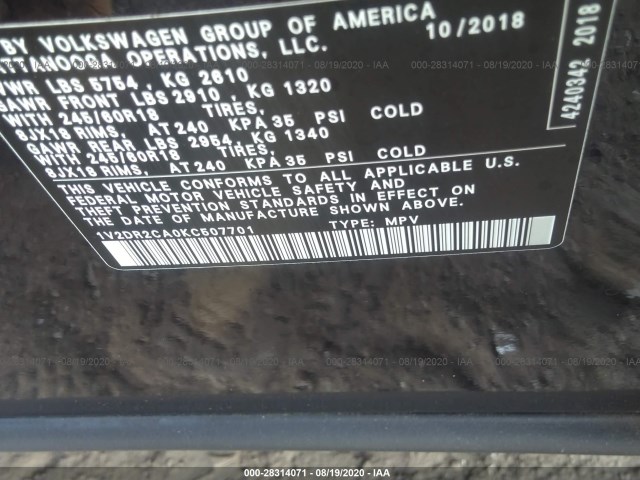 BY VOLKSWAGEN GROUP OF AMERICA
OPERATIONS, LLC.
10/2018
LBS 5754 , KG 2610
GAWR FRONT LBS 2910 , KG 1320
WITH 245/60R18 TIRES,
8JX18 RIMS, AT 240 KPA 35 PSI COLD
GAWR REAR LBS 2954, KG 1340
WITH 245/60R18 TIRES,
8JX18 RIMS, AT 240 KPA 35 PSI COLD
THIS VEHICLE CONFORMS TO ALL APPLICABLE U.S.
FEDERAL MOTOR VEHICLE SAFETY AND
THEFT PREVENTION STANDARDS IN EFFECT ON
THE DATE OF MANUFACTURE SHOWN ABOVE.
1V2DR2CA0KC507701 TYPE: MPV
4240342 2018
000-28314071 - 08/19/2020 - IAA